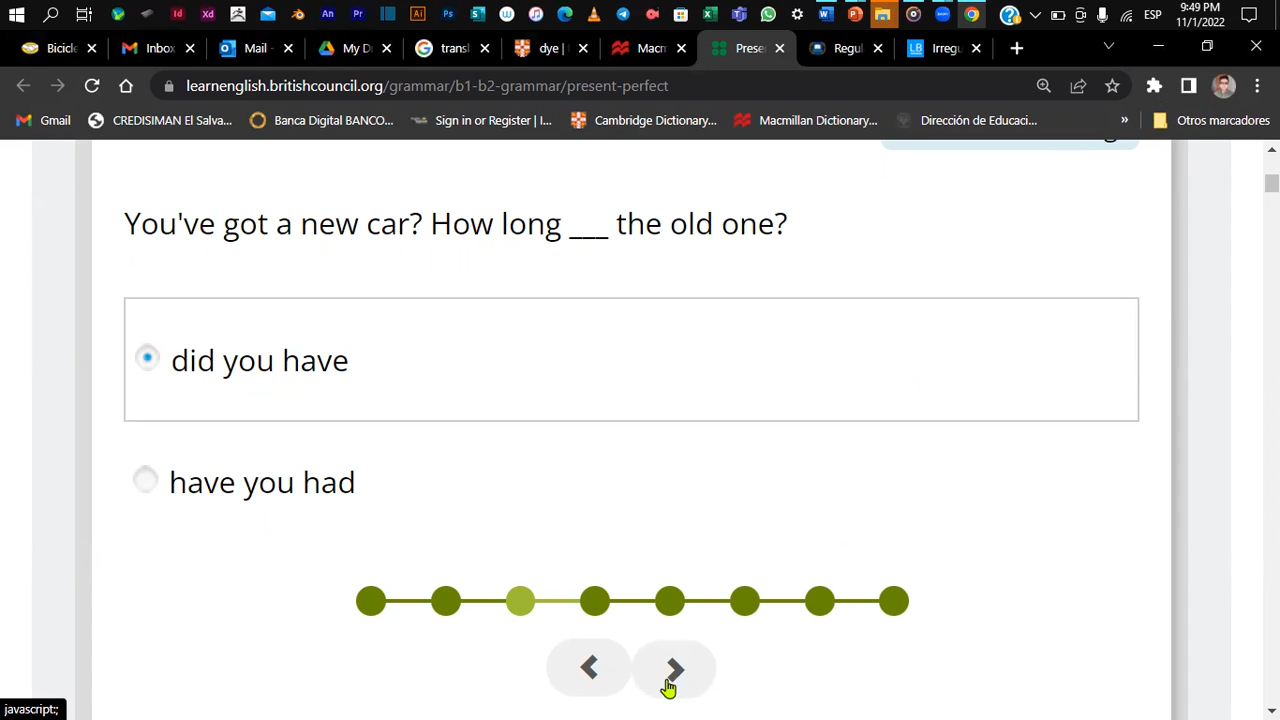 9:49 PM
ESP
11/1/2022
Bicicle
Inbox
Mail -
My D
transl
dye | t
Macm
Prese
Regul
Irregu
learnenglish.britishcouncil.org/grammar/b1-b2-grammar/present-perfect
Gmail
CREDISIMAN El Salva...
Banca Digital BANCO...
Sign in or Register | I...
Cambridge Dictionary...
Macmillan Dictionary...
Dirección de Educaci...
»
Otros marcadores
You've got a new car? How long ___ the old one?
did you have
have you had
javascript:;